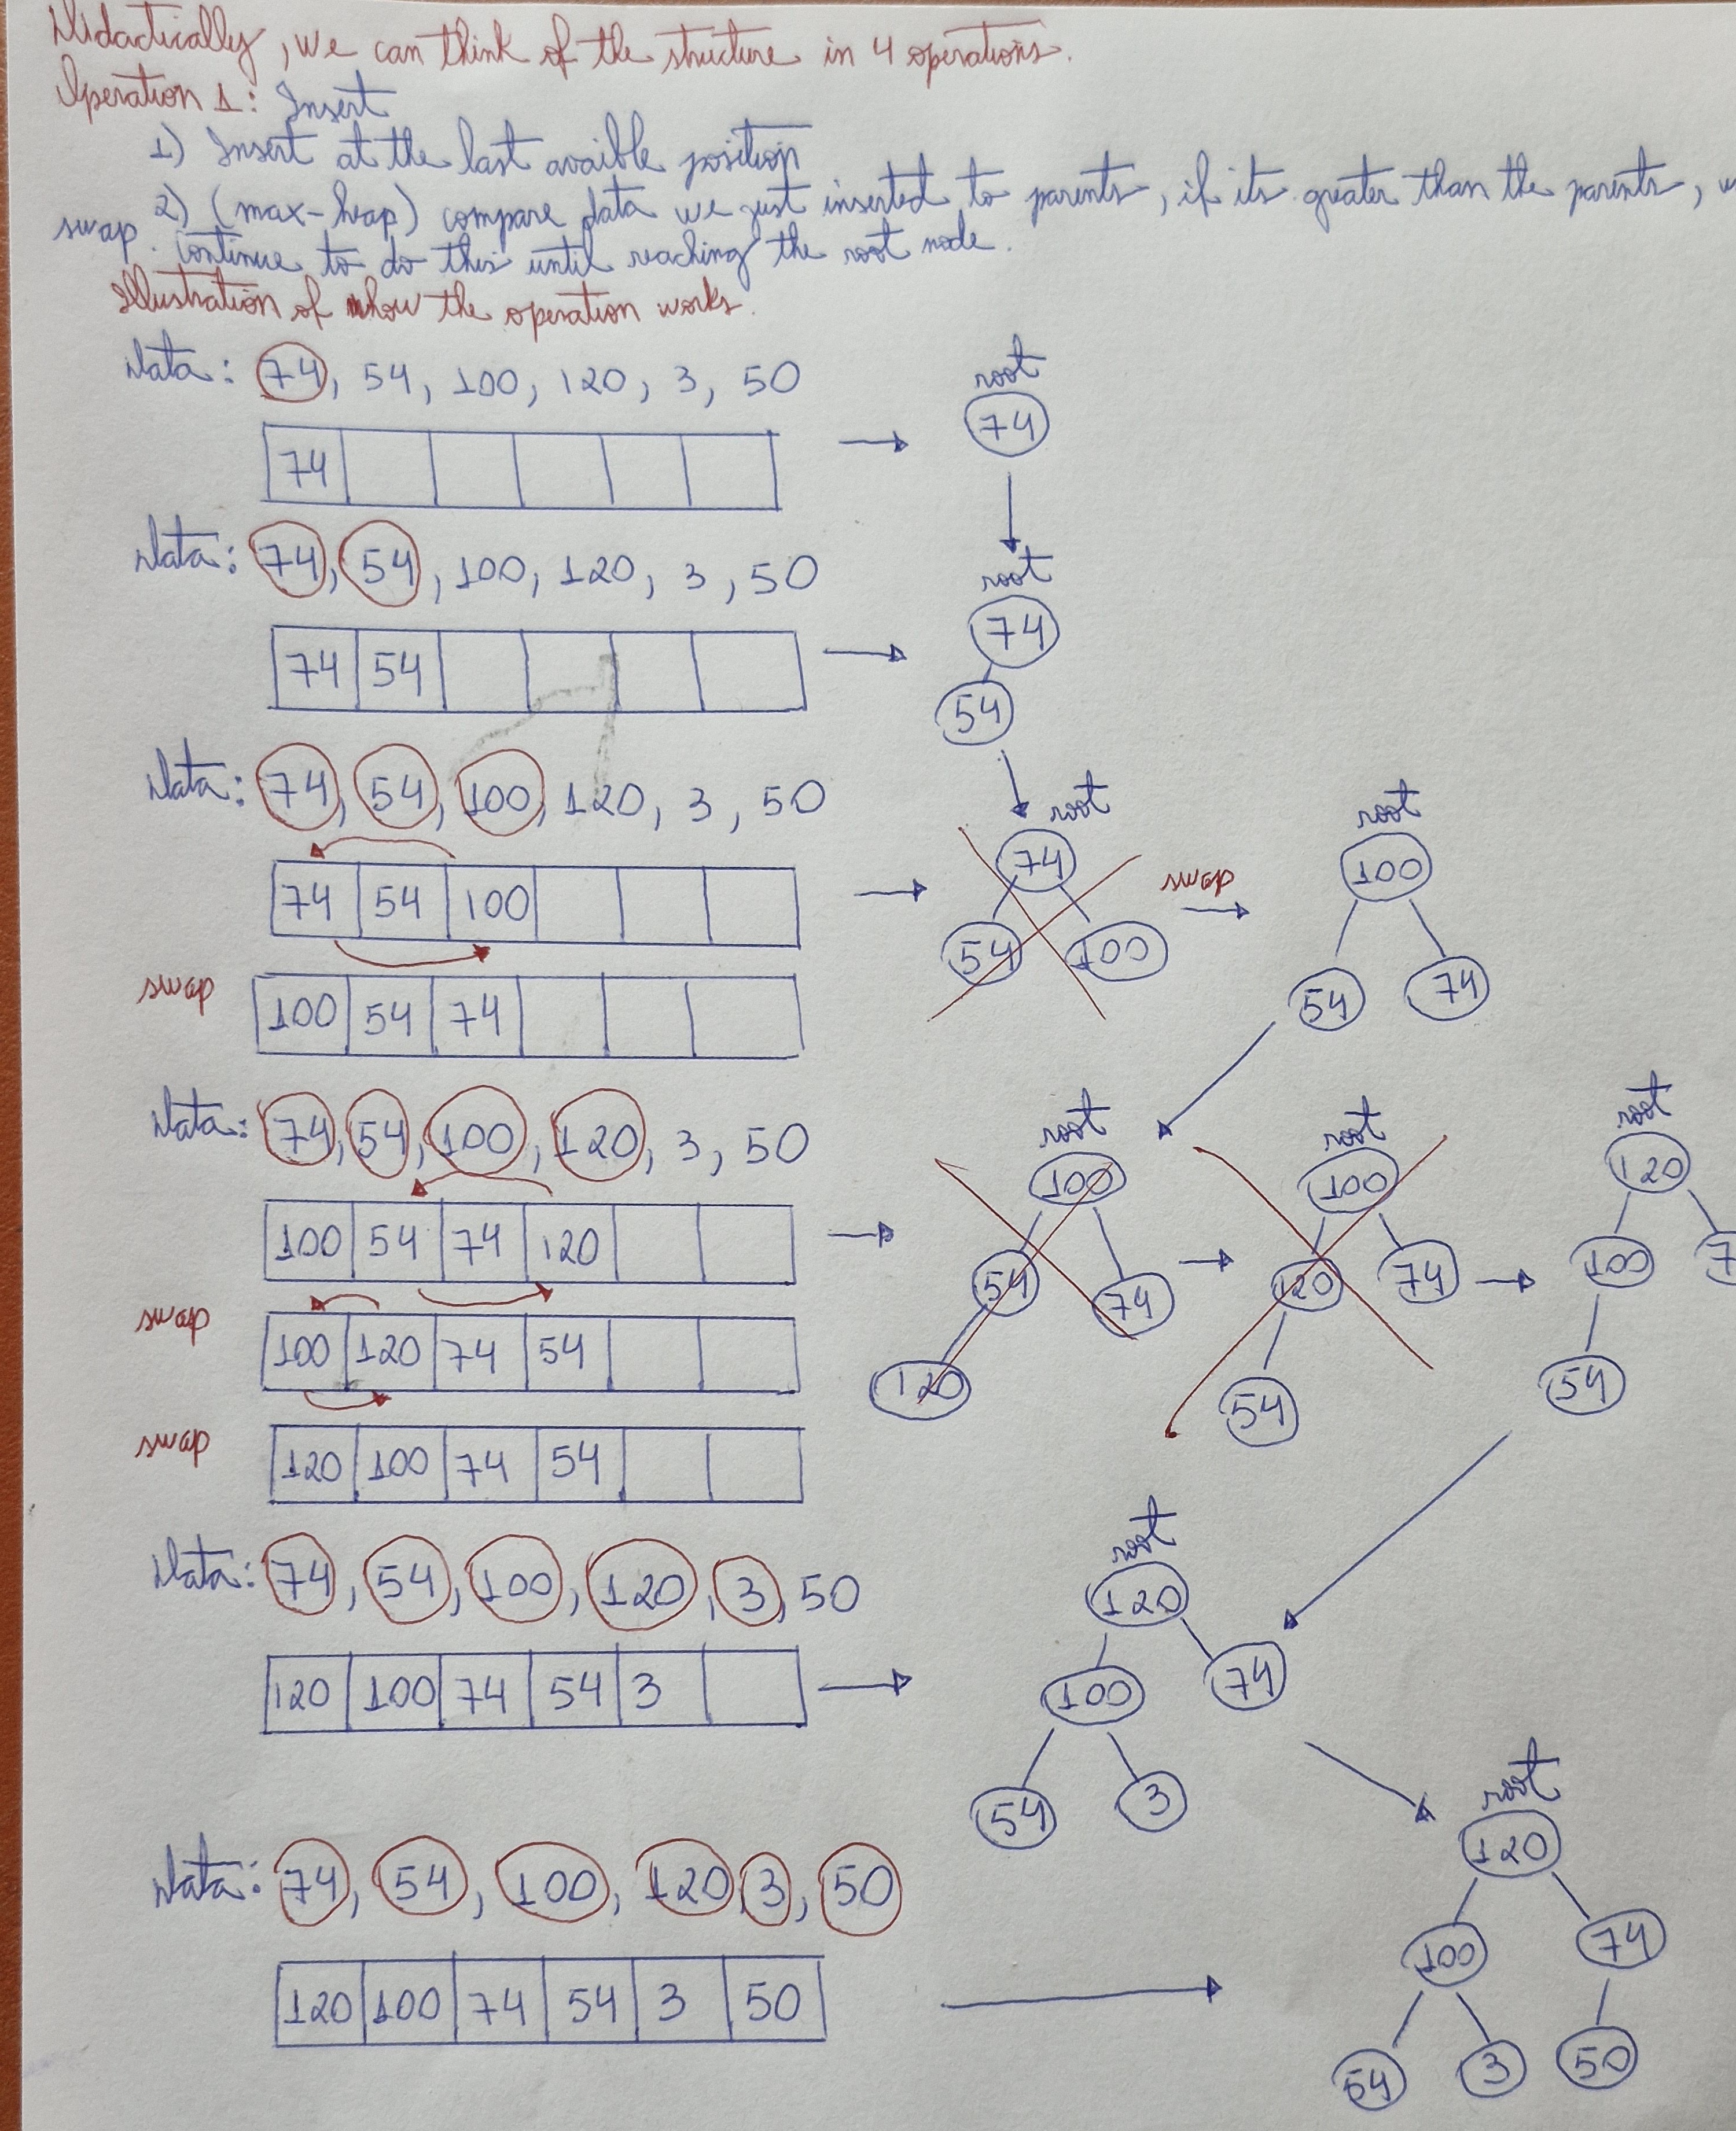 Didactically, we can think of the structure in 4 operations.
Operation 1: Insert
1) Insert at the last avaible position
2) (max-heap) compare data we just inserted to parents, if its greater than the parents,
swap. Continue to do this until reaching the root node.
Illustration of how the operation works.
Data: 74, 54, 100, 120, 3, 50
root
74
74
Data: 74, 54, 100, 120, 3, 50
root
74
74 54
54
Data: 74, 54, 100, 120, 3, 50
root
root
74
100
74 54 100
swap
54 100
swap
100 54 74
54 74
Data: 74, 54, 100, 120, 3, 50
root
root
root
100
100
120
100 54 74 120
54 74
120 74
100
swap
100 120 74 54
120
54
54
swap
120 100 74 54
Data: 74, 54, 100, 120, 3, 50
root
120
120 100 74 54 3
100 74
54 3
Data: 74, 54, 100, 120, 3, 50
root
120
100 74
120 100 74 54 3 50
54 3 50